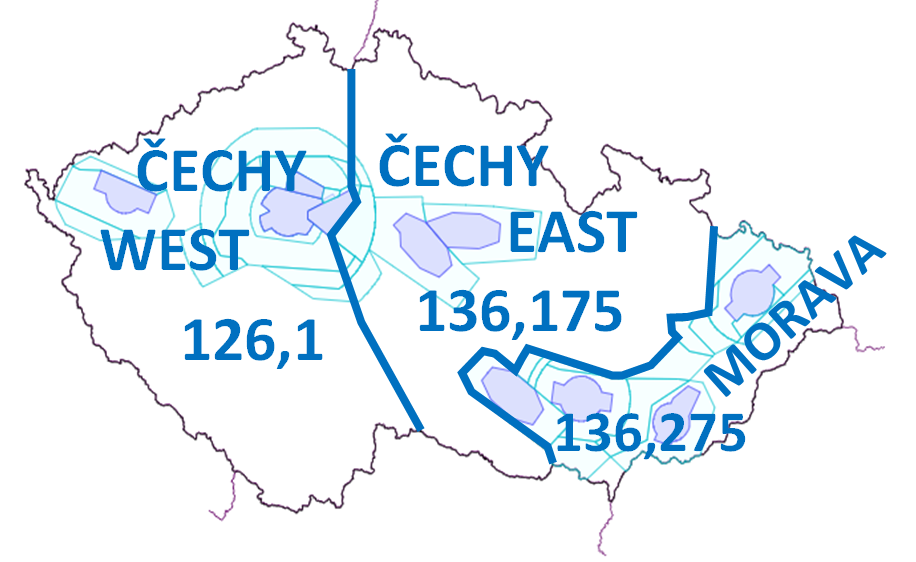 ČECHY
WEST
126,1
ČECHY
EAST
136,175
MORAVA
136,275